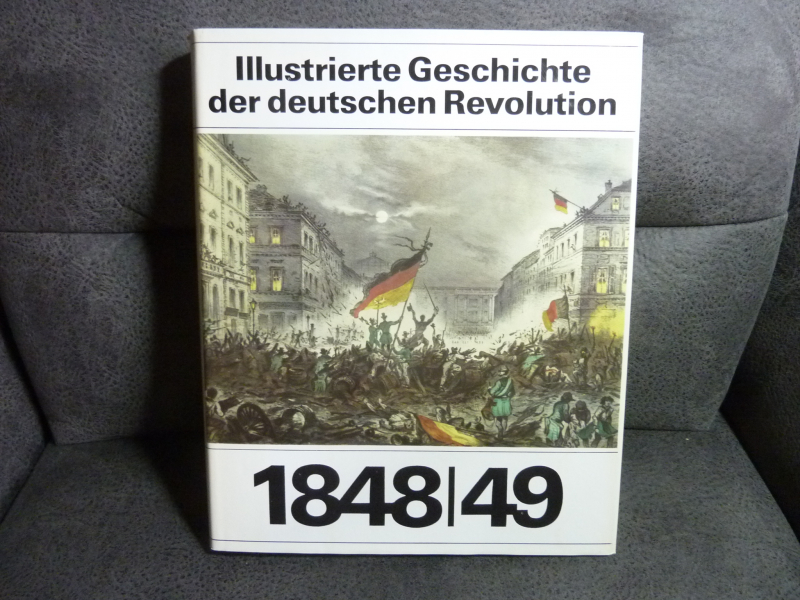 Illustrierte Geschichte
der deutschen Revolution
1848|49